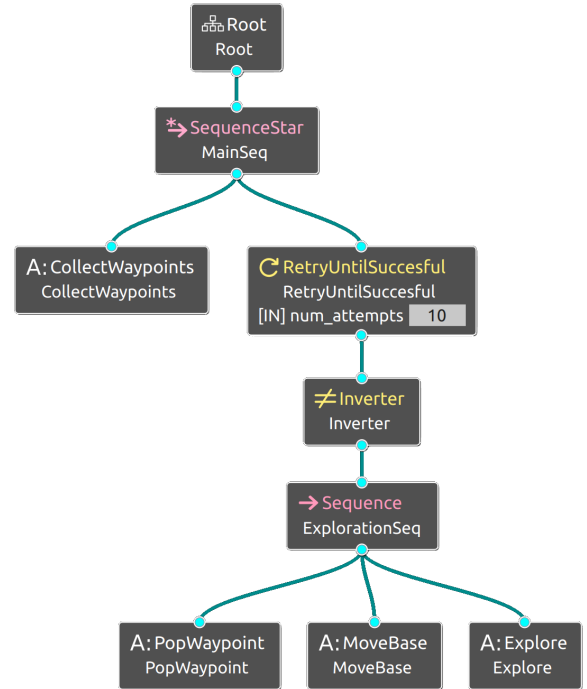 Root
Root
SequenceStar
MainSeq
A: CollectWaypoints
CollectWaypoints
RetryUntilSuccesful
RetryUntilSuccesful
[IN] num_attempts 10
Inverter
Inverter
Sequence
ExplorationSeq
A: PopWaypoint
PopWaypoint
A: MoveBase
MoveBase
A: Explore
Explore